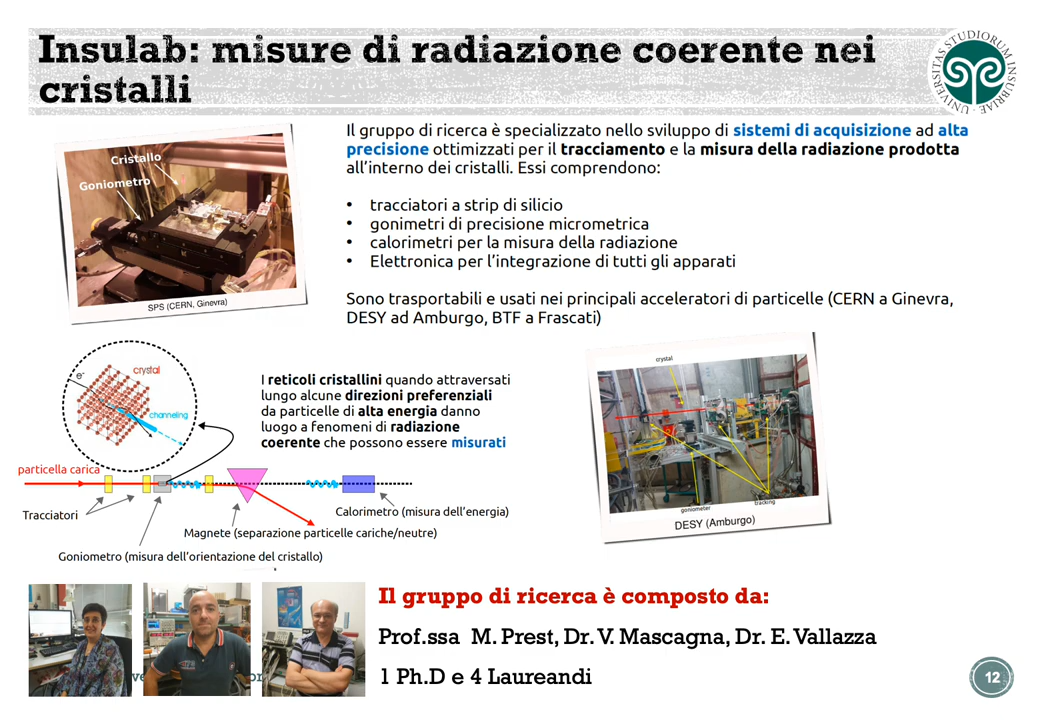 Insulab: misure di radiazione coerente nei
cristalli
UNIVERSITAS STUDIORUM INSUBRIAE
Il gruppo di ricerca è specializzato nello sviluppo di sistemi di acquisizione ad alta
precisione ottimizzati per il tracciamento e la misura della radiazione prodotta
all'interno dei cristalli. Essi comprendono:
• tracciatori a strip di silicio
• gonimetri di precisione micrometrica
• calorimetri per la misura della radiazione
• Elettronica per l'integrazione di tutti gli apparati
Sono trasportabili e usati nei principali acceleratori di particelle (CERN a Ginevra,
DESY ad Amburgo, BTF a Frascati)
Cristallo
Goniometro
SPS (CERN, Ginevra)
e-
crystal
channeling
I reticoli cristallini quando attraversati
lungo alcune direzioni preferenziali
da particelle di alta energia danno
luogo a fenomeni di radiazione
coerente che possono essere misurati
crystal
goniometer
tracking
DESY (Amburgo)
particella carica
Tracciatori
Calorimetro (misura dell'energia)
Magnete (separazione particelle cariche/neutre)
Goniometro (misura dell'orientazione del cristallo)
Il gruppo di ricerca è composto da:
Prof.ssa M. Prest, Dr. V. Mascagna, Dr. E. Vallazza
1 Ph.D e 4 Laureandi
12